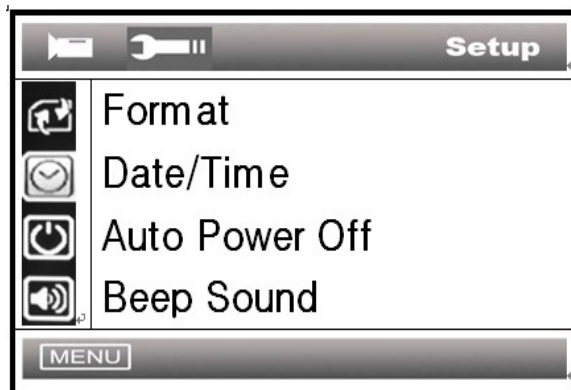 Setup
Format
Date/Time
Auto Power Off
Beep Sound
MENU